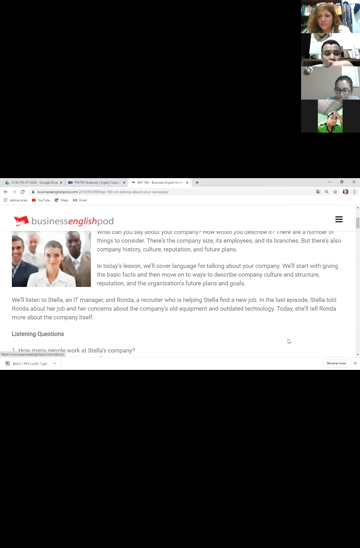 YouTube
Maps
Gmail
businessenglishpod
What can you say about your company? How would you describe it? There are a number of
things to consider. There's the company size, its employees, and its branches. But there's also
company history, culture, reputation, and future plans.
In today's lesson, we'll cover language for talking about your company. We'll start with giving
the basic facts and then move on to ways to describe company culture and structure,
reputation, and the organization's future plans and goals.
We'll listen to Stella, an IT manager, and Ronda, a recruiter who is helping Stella find a new job. In the last episode, Stella told
Ronda about her job and her concerns about the company's old equipment and outdated technology. Today, she'll tell Ronda
more about the company itself.
Listening Questions
1. How many people work at Stella's company?